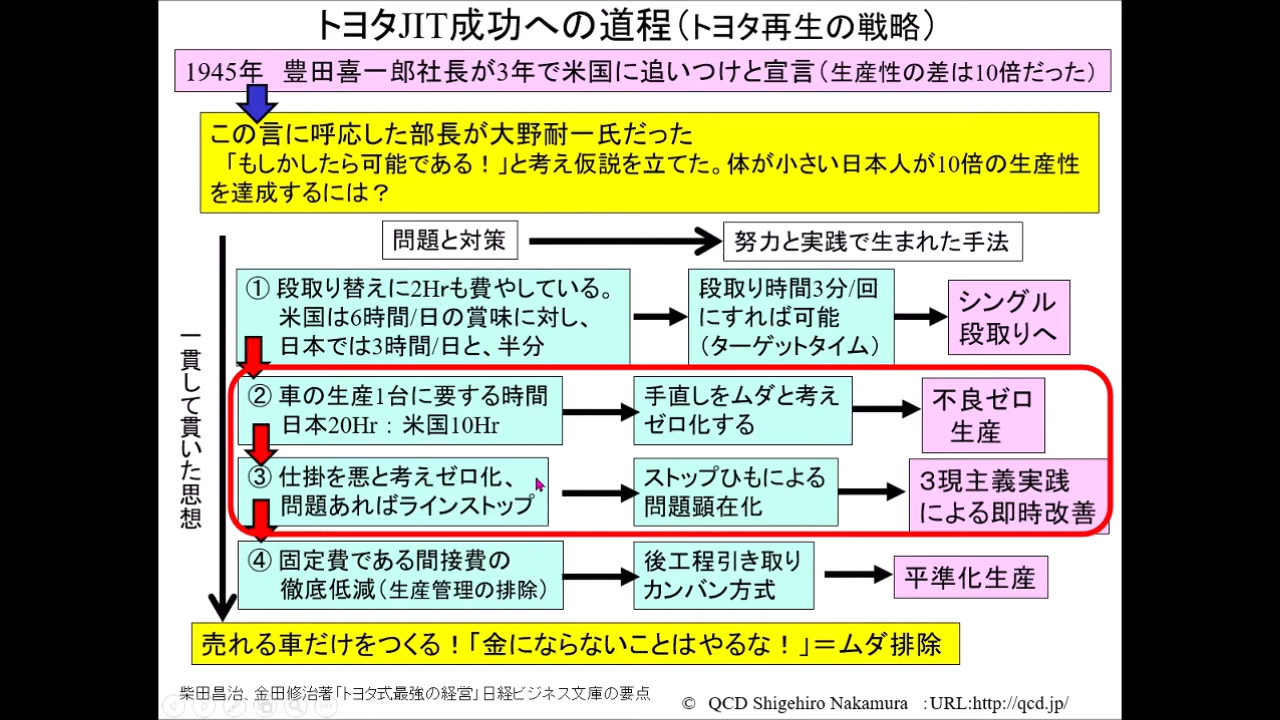 トヨタJIT成功への道程（トヨタ再生の戦略）
1945年　豊田喜一郎社長が3年で米国に追いつけと宣言（生産性の差は10倍だった）
この言に呼応した部長が大野耐一氏だった
「もしかしたら可能である！」と考え仮説を立てた。体が小さい日本人が10倍の生産性
を達成するには？
問題と対策
努力と実践で生まれた手法
一貫して貫いた思想
① 段取り替えに2Hrも費やしている。
米国は6時間/日の賞味に対し、
日本では3時間/日と、半分
段取り時間3分/回
にすれば可能
（ターゲットタイム）
シングル
段取りへ
② 車の生産1台に要する時間
日本20Hr：米国10Hr
手直しをムダと考え
ゼロ化する
不良ゼロ
生産
③ 仕掛を悪と考えゼロ化、
問題あればラインストップ
ストップひもによる
問題顕在化
３現主義実践
による即時改善
④ 固定費である間接費の
徹底低減（生産管理の排除）
後工程引き取り
カンバン方式
平準化生産
売れる車だけをつくる！「金にならないことはやるな！」＝ムダ排除
柴田昌治、金田修治著「トヨタ式最強の経営」日経ビジネス文庫の要点
© QCD Shigehiro Nakamura ：URL:http://qcd.jp/